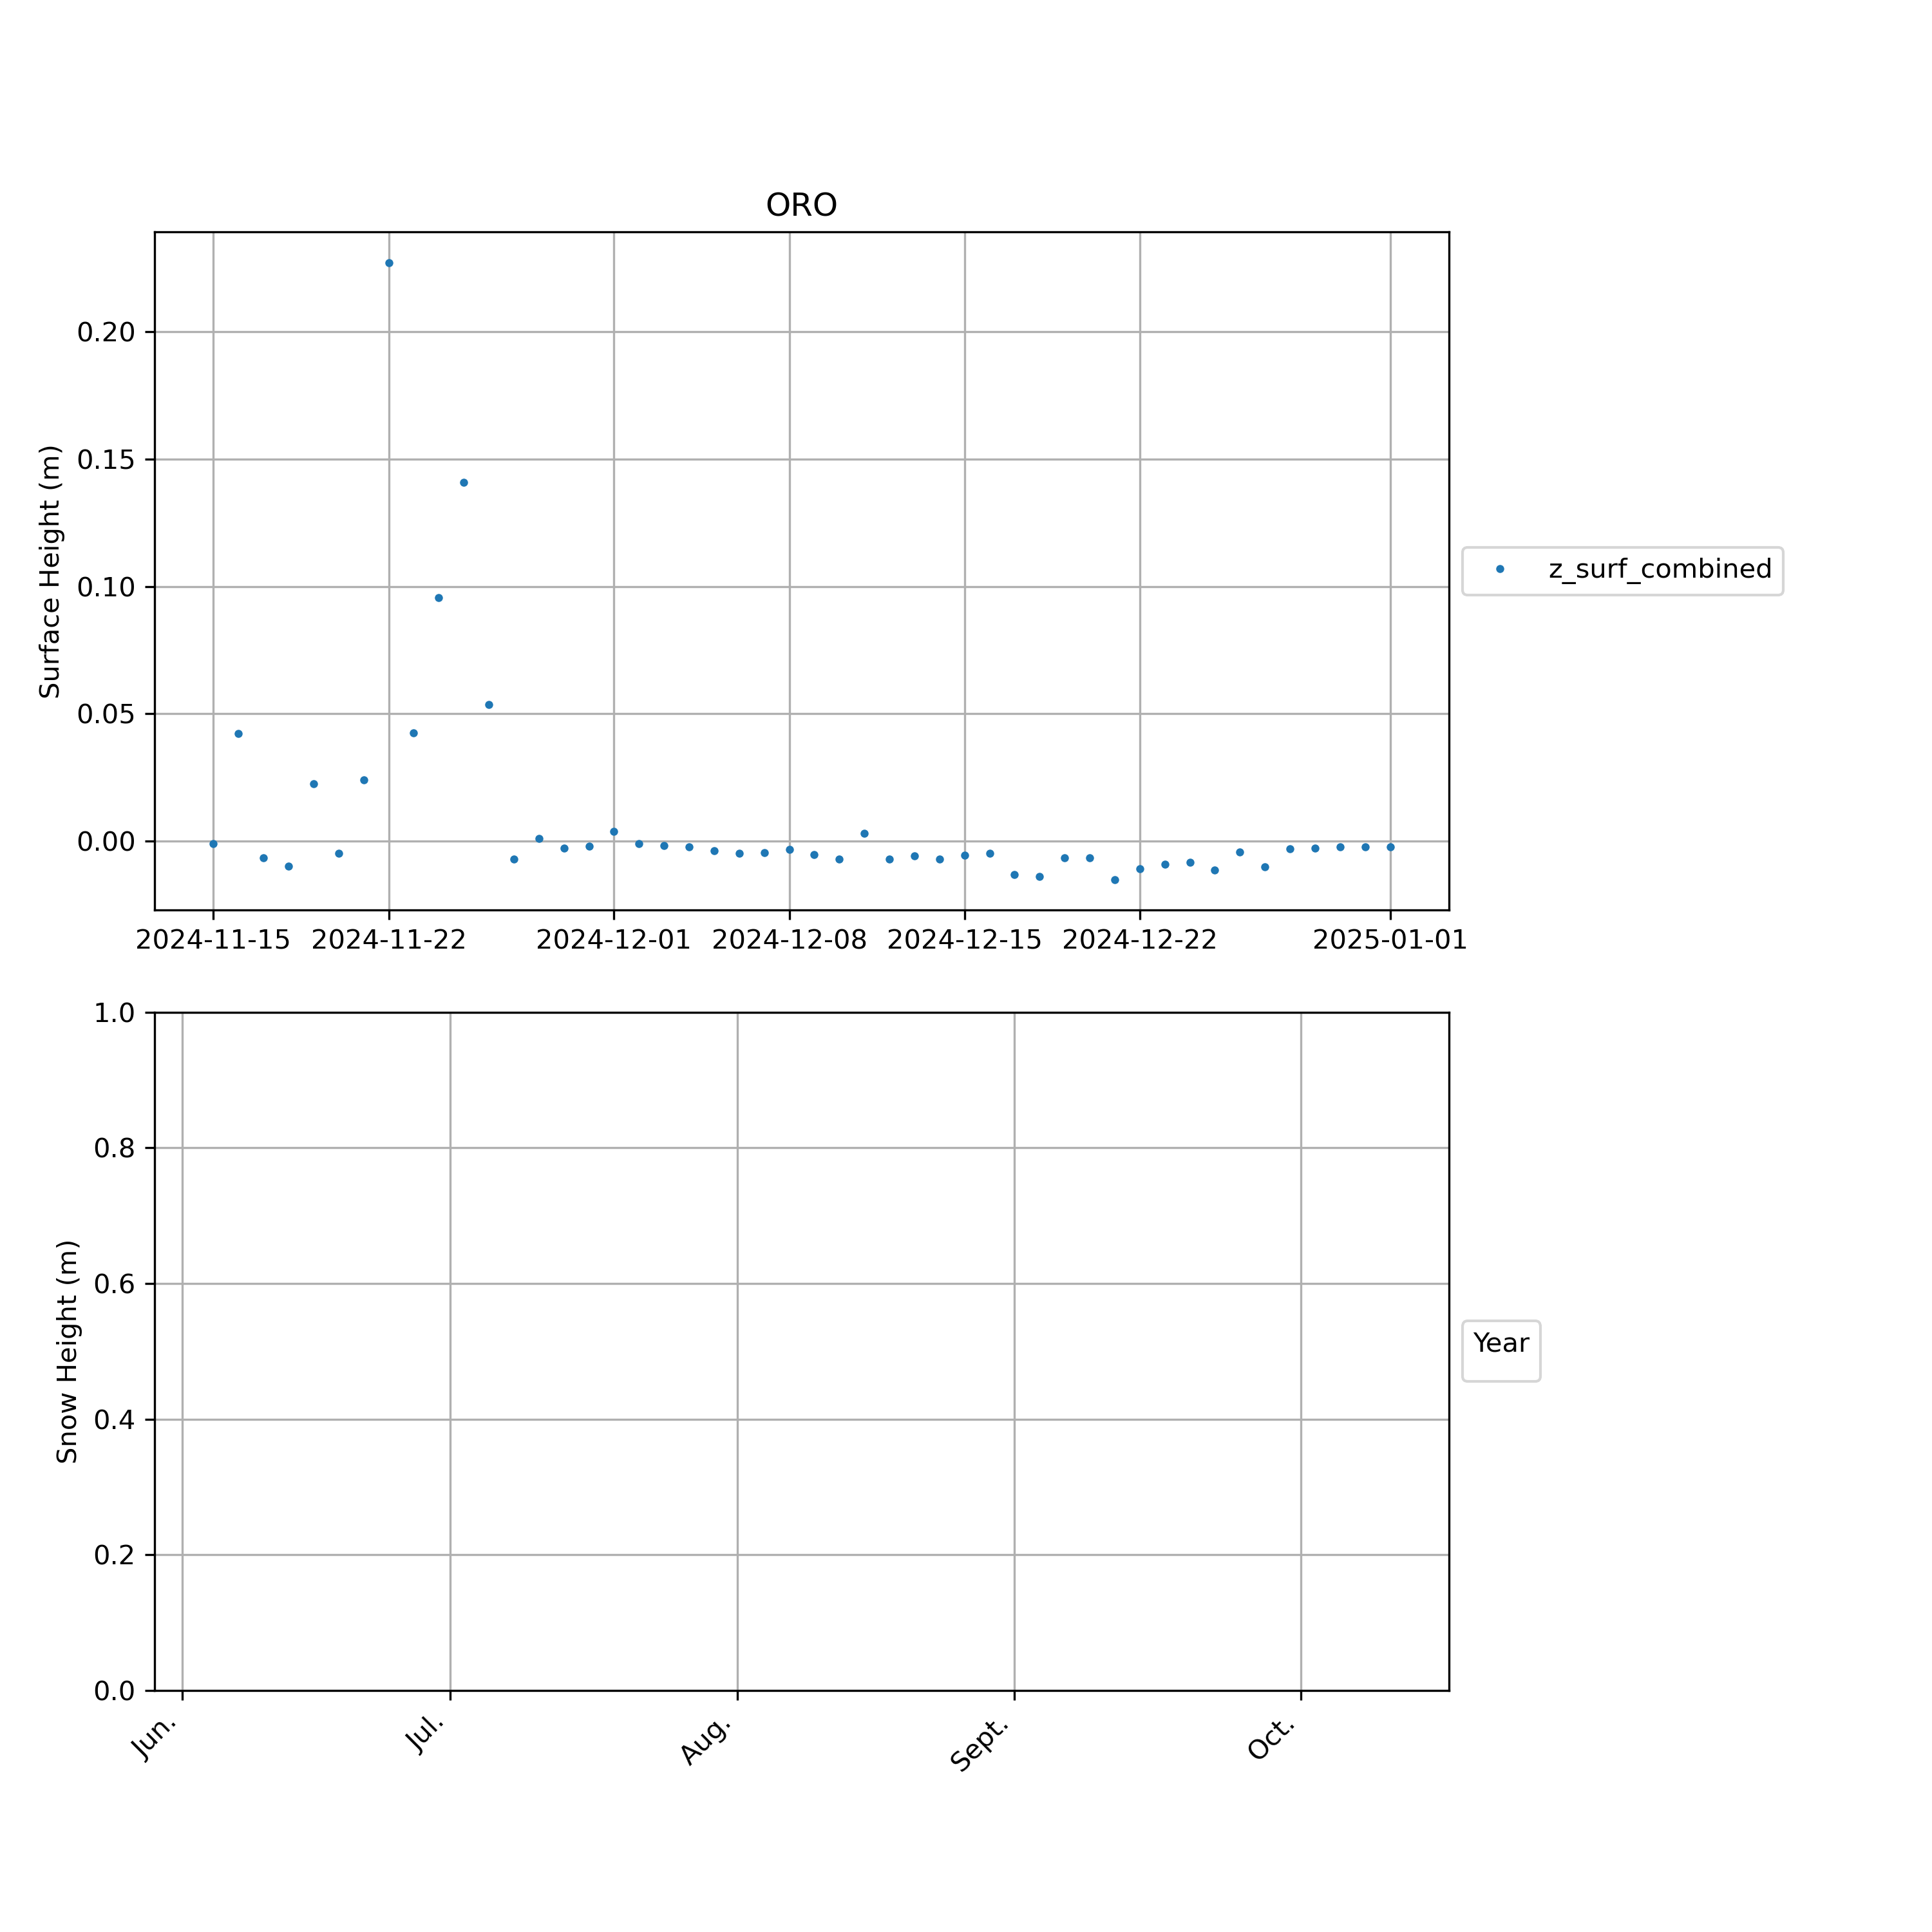 ORO
Surface Height (m)
0.20
0.15
0.10
0.05
0.00
2024-11-15 2024-11-22 2024-12-01 2024-12-08 2024-12-15 2024-12-22 2025-01-01
z_surf_combined
Snow Height (m)
1.0
0.8
0.6
0.4
0.2
0.0
Jun. Jul. Aug. Sept. Oct.
Year